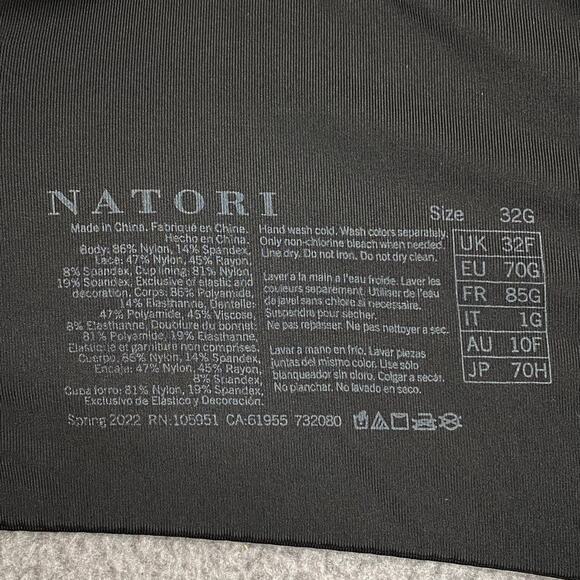 NATORI
Made in China. Fabriqué en China.
Hecho en China.
Body: 86% Nylon, 14% Spandex,
Lace: 47% Nylon, 45% Rayon,
8% Spandex, Cup lining: 81% Nylon,
19% Spandex, Exclusive of elastic and
decoration. Corps: 86% Polyamide,
14% Elasthanne, Dentelle:
47% Polyamide, 45% Viscose,
8% Elasthanne, Doublure du bonnet:
81% Polyamide, 19% Elasthanne.
Elasticite et garniture non comprises.
Cuerpo: 86% Nylon, 14% Spandex,
Encaja: 47% Nylon, 45% Rayon,
8% Spandex,
Cupa forro: 81% Nylon, 19% Spandex,
Exclusivo de Elástico y Decoración.
Spring 2022 RN:105951 CA:61955 732080
Hand wash cold. Wash colors separately.
Only non-chlorine bleach when needed.
Line dry. Do not iron. Do not dry clean.
Laver à la main a l'eau froide. Laver les
couleurs separement. Utiliser de l'eau
de javel sans chlore si necessaire.
Suspendre pour sécher.
Ne pas repasser. Ne pas nettoyer a sec.
Lavar a mano en frío. Lavar piezas
juntas del mismo color. Use sólo
blanqueador sin cloro. Colgar a secát.
No planchar. No lavado en seco.
Size 32G
UK 32F
EU 70G
FR 85G
IT 1G
AU 10F
JP 70H